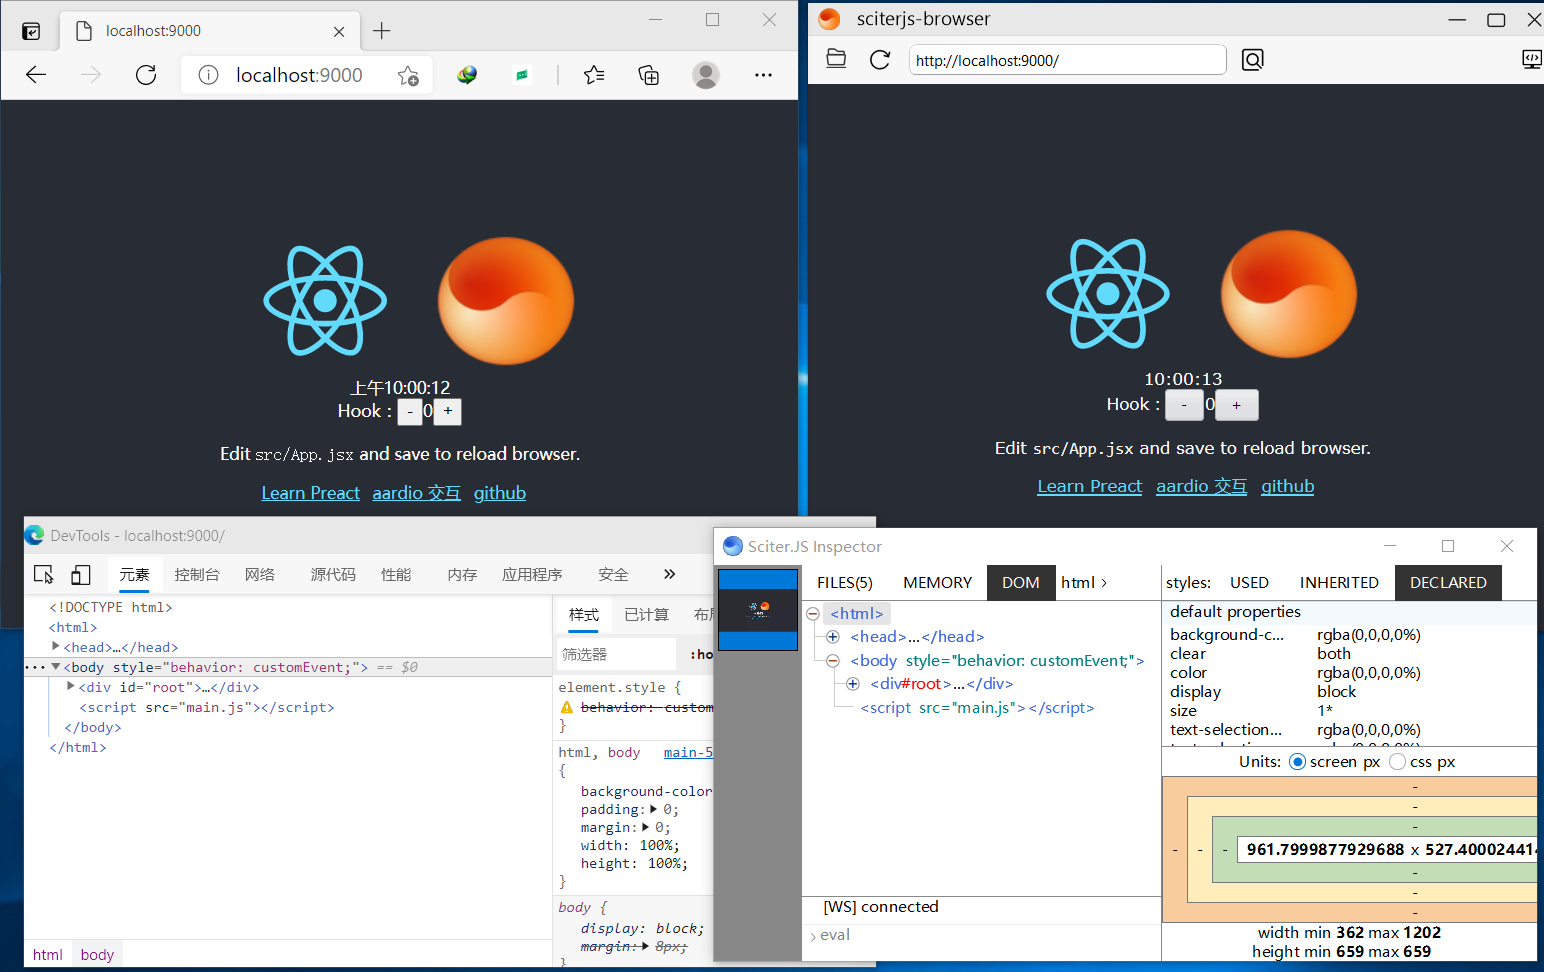 localhost:9000
localhost:9000
上午10:00:12
Hook : - 0 +
Edit src/App.jsx and save to reload browser.
Learn Preact aardio 交互 github
sciterjs-browser
http://localhost:9000/
10:00:13
Hook : - 0 +
Edit src/App.jsx and save to reload browser.
Learn Preact aardio 交互 github
DevTools - localhost:9000/
元素 控制台 网络 源代码 性能 内存 应用程序 安全 »
<!DOCTYPE html>
<html>
<head>…</head>
<body style="behavior: customEvent;"> == $0
<div id="root">…</div>
<script src="main.js"></script>
</body>
</html>
html body
样式 已计算
筛选器 :ho
element.style {
behavior: custom
}
html, body main-5
{
background-color
padding: 0;
margin: 0;
width: 100%;
height: 100%;
}
body {
display: block;
margin: 8px;
}
Sciter.JS Inspector
FILES(5) MEMORY DOM html ›
<html>
<head>...</head>
<body style="behavior: customEvent;">
<div#root>...</div>
<script src="main.js"></script>
[WS] connected
› eval
styles: USED INHERITED DECLARED
default properties
background-c... rgba(0,0,0,0%)
clear both
color rgba(0,0,0,0%)
display block
size 1*
text-selection... rgba(0,0,0,0%)
Units: screen px css px
-
-
-
- - - 961.7999877929688 x 527.400024414
-
-
-
width min 362 max 1202
height min 659 max 659